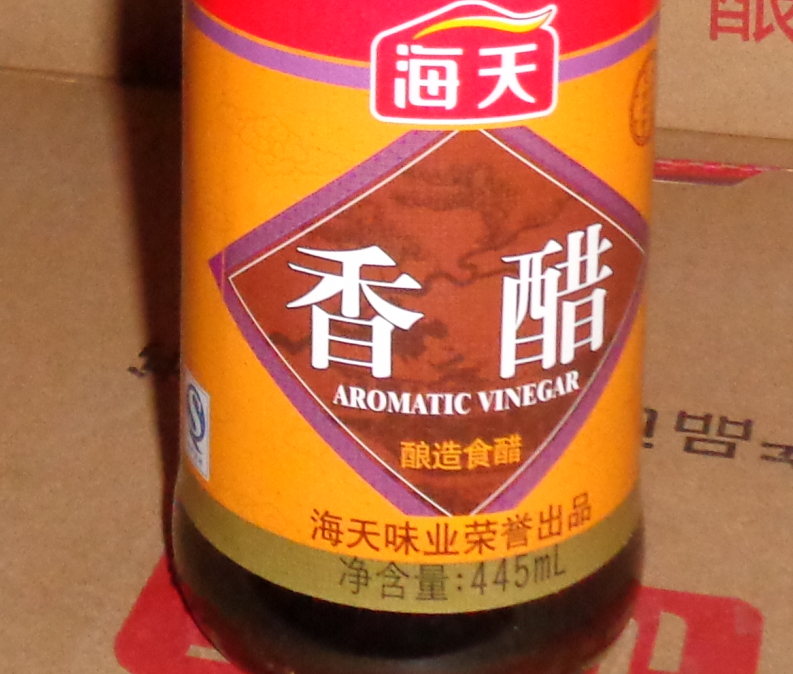 海天
香醋
AROMATIC VINEGAR
酿造食醋
海天味业荣誉出品
净含量:445mL